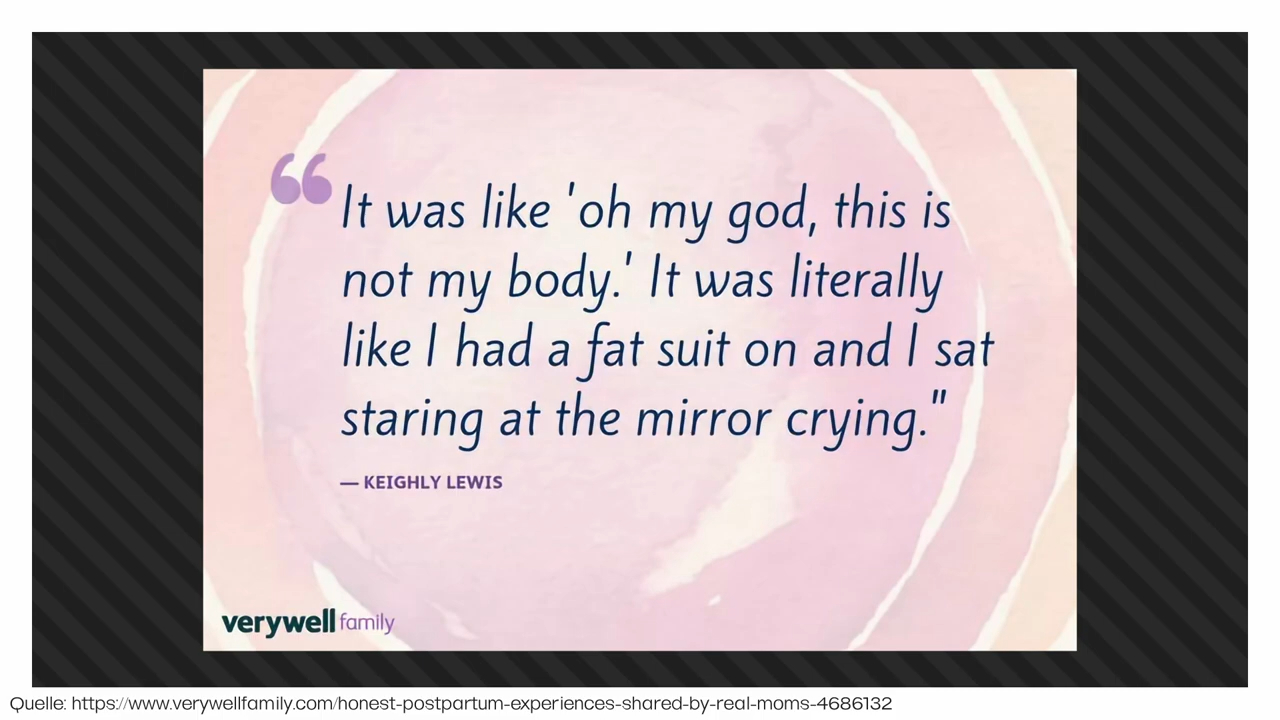 “It was like 'oh my god, this is
not my body.' It was literally
like I had a fat suit on and I sat
staring at the mirror crying."
— KEIGHLY LEWIS
verywell family
Quelle: https://www.verywellfamily.com/honest-postpartum-experiences-shared-by-real-moms-4686132